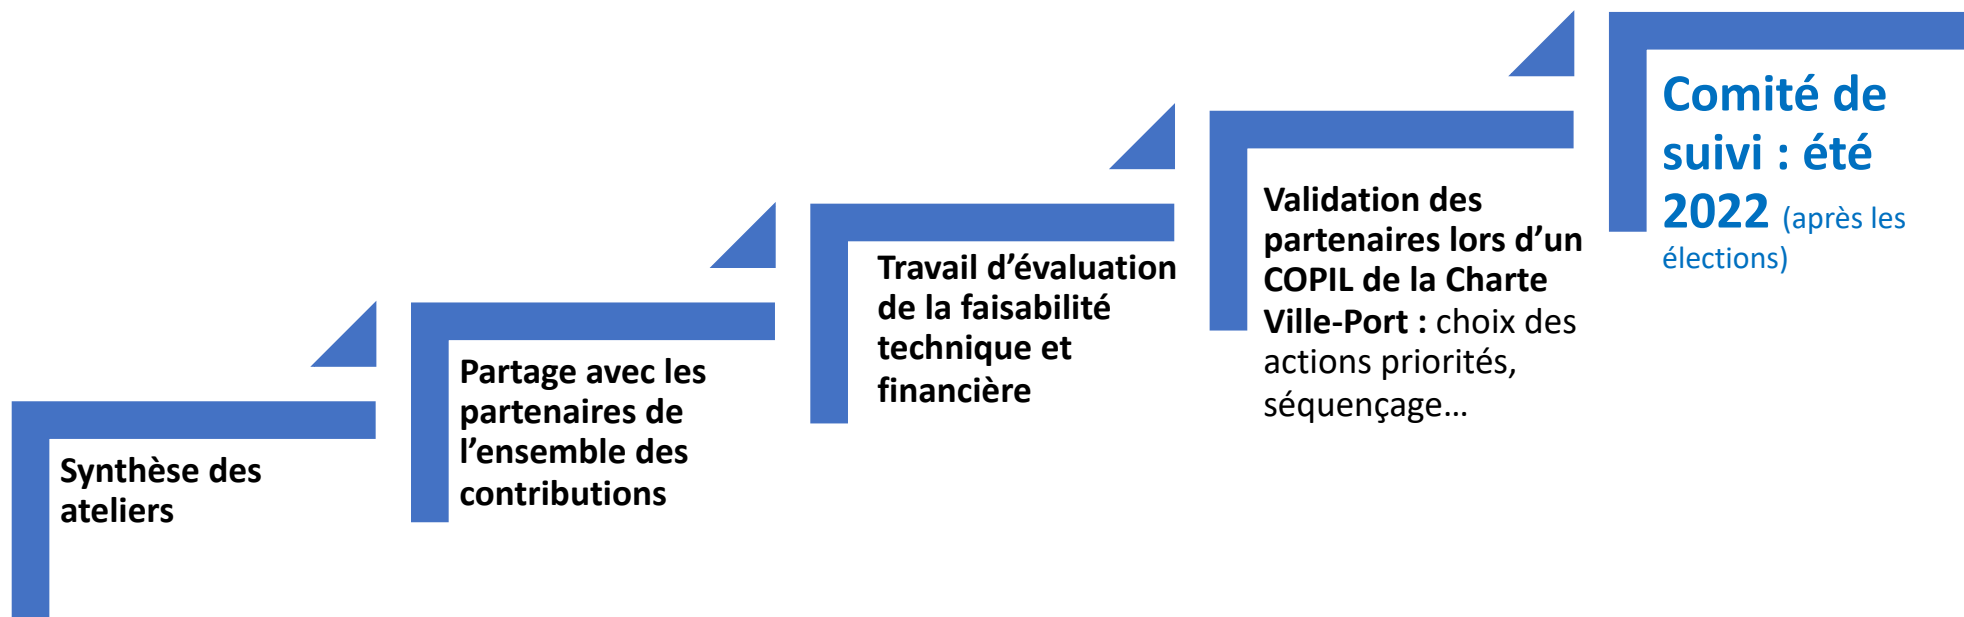 Synthèse des
ateliers
Partage avec les
partenaires de
l’ensemble des
contributions
Travail d’évaluation
de la faisabilité
technique et
financière
Validation des
partenaires lors d’un
COPIL de la Charte
Ville-Port : choix des
actions priorités,
séquençage…
Comité de
suivi : été
2022 (après les
élections)